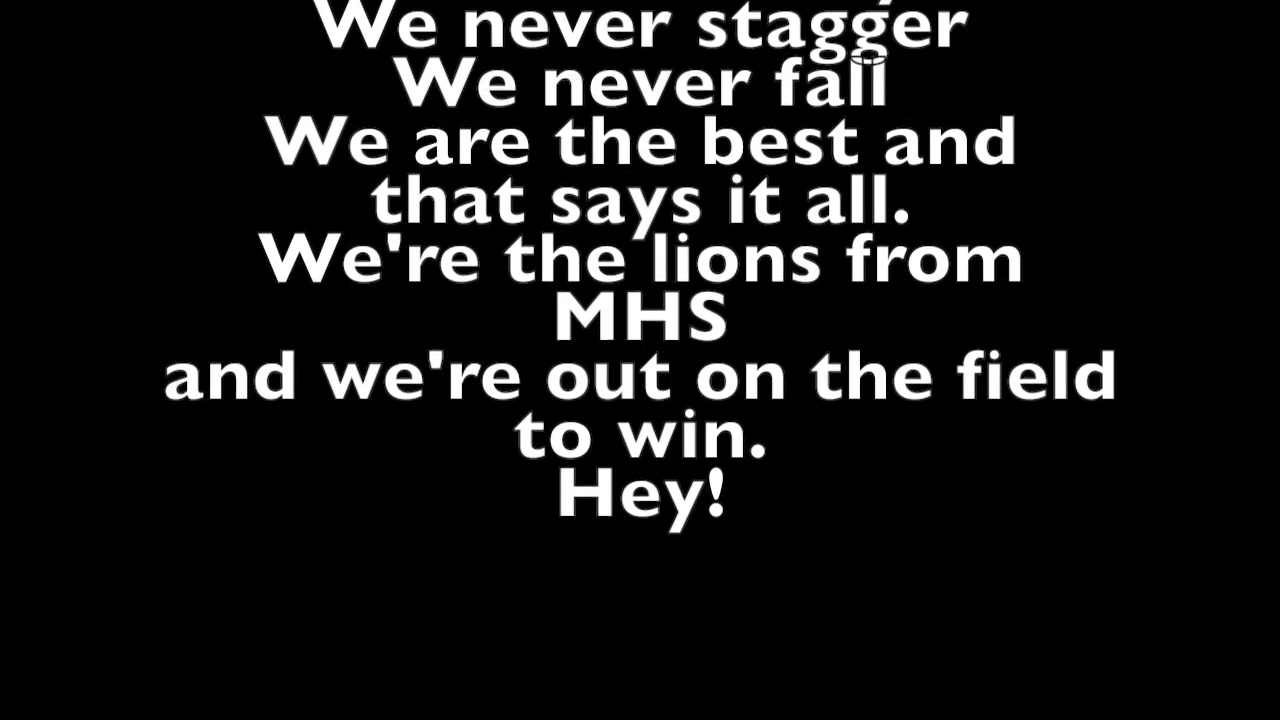 We never stagger
We never fall
We are the best and
that says it all.
We're the lions from
MHS
and we're out on the field
to win.
Hey!